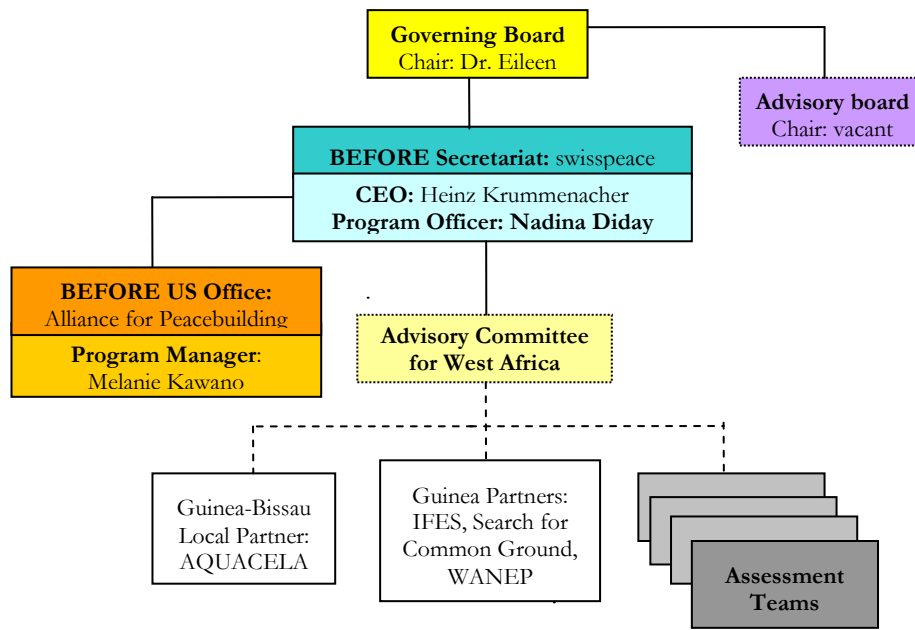 Governing Board
Chair: Dr. Eileen
Advisory board
Chair: vacant
BEFORE Secretariat: swisspeace
CEO: Heinz Krummenacher
Program Officer: Nadina Diday
BEFORE US Office:
Alliance for Peacebuilding
Program Manager:
Melanie Kawano
Advisory Committee
for West Africa
Guinea-Bissau
Local Partner:
AQUACELA
Guinea Partners:
IFES, Search for
Common Ground,
WANEP
Assessment
Teams